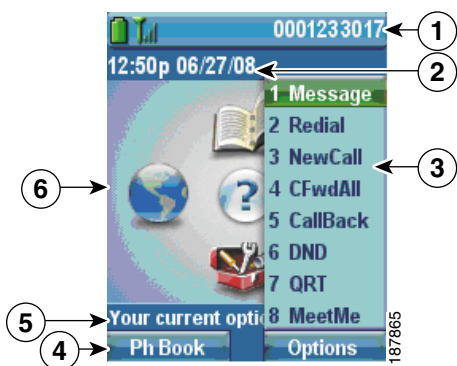 0001233017
1
12:50p 06/27/08
2
1 Message
2 Redial
3 NewCall
3
4 CFwdAll
6
5 CallBack
6 DND
7 QRT
5
Your current optio
8 MeetMe
4
Ph Book
Options
187865